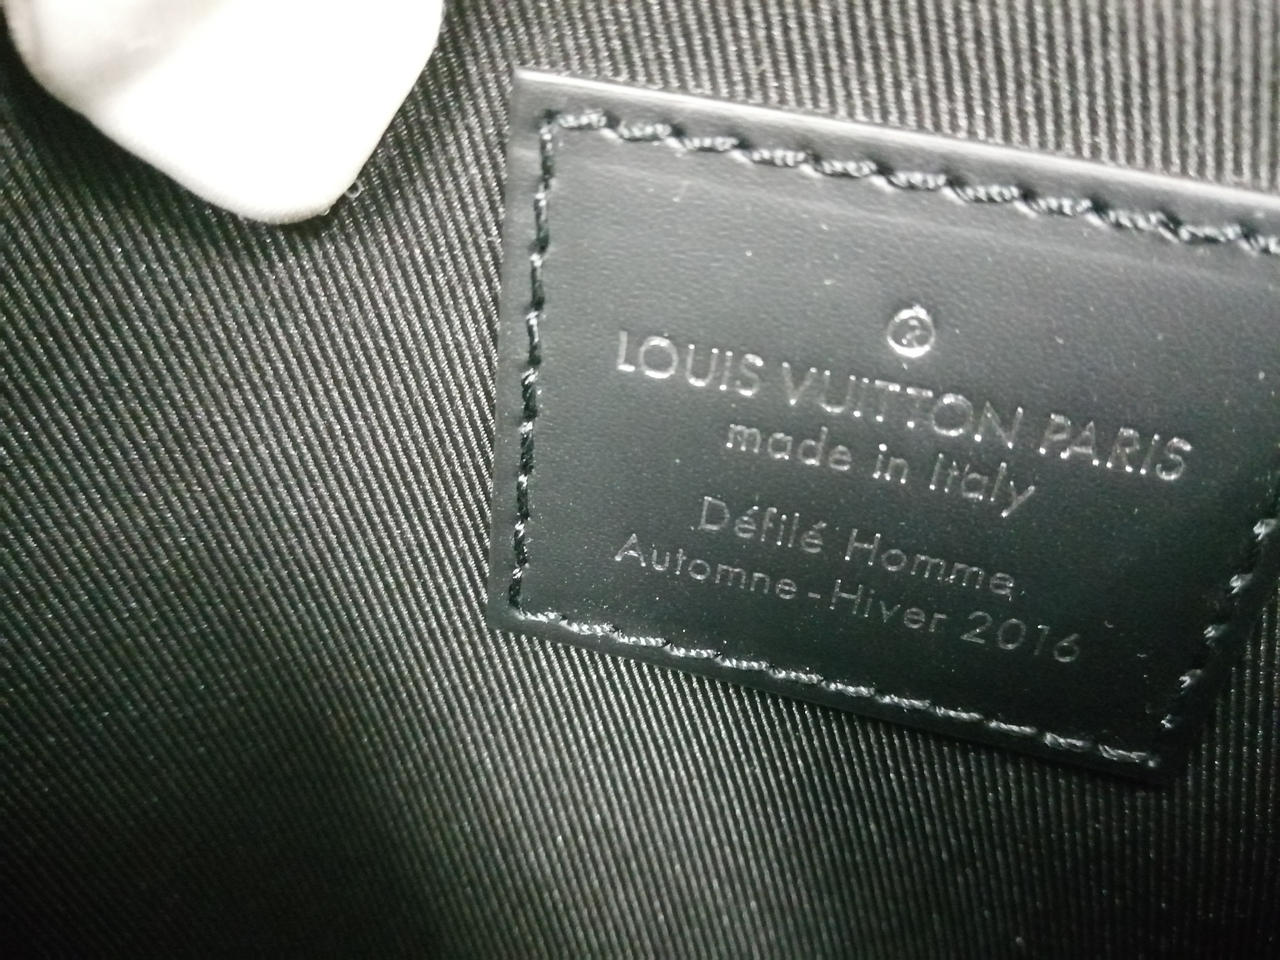 ®
LOUIS VUITTON PARIS
made in Italy
Défilé Homme
Automne-Hiver 2016